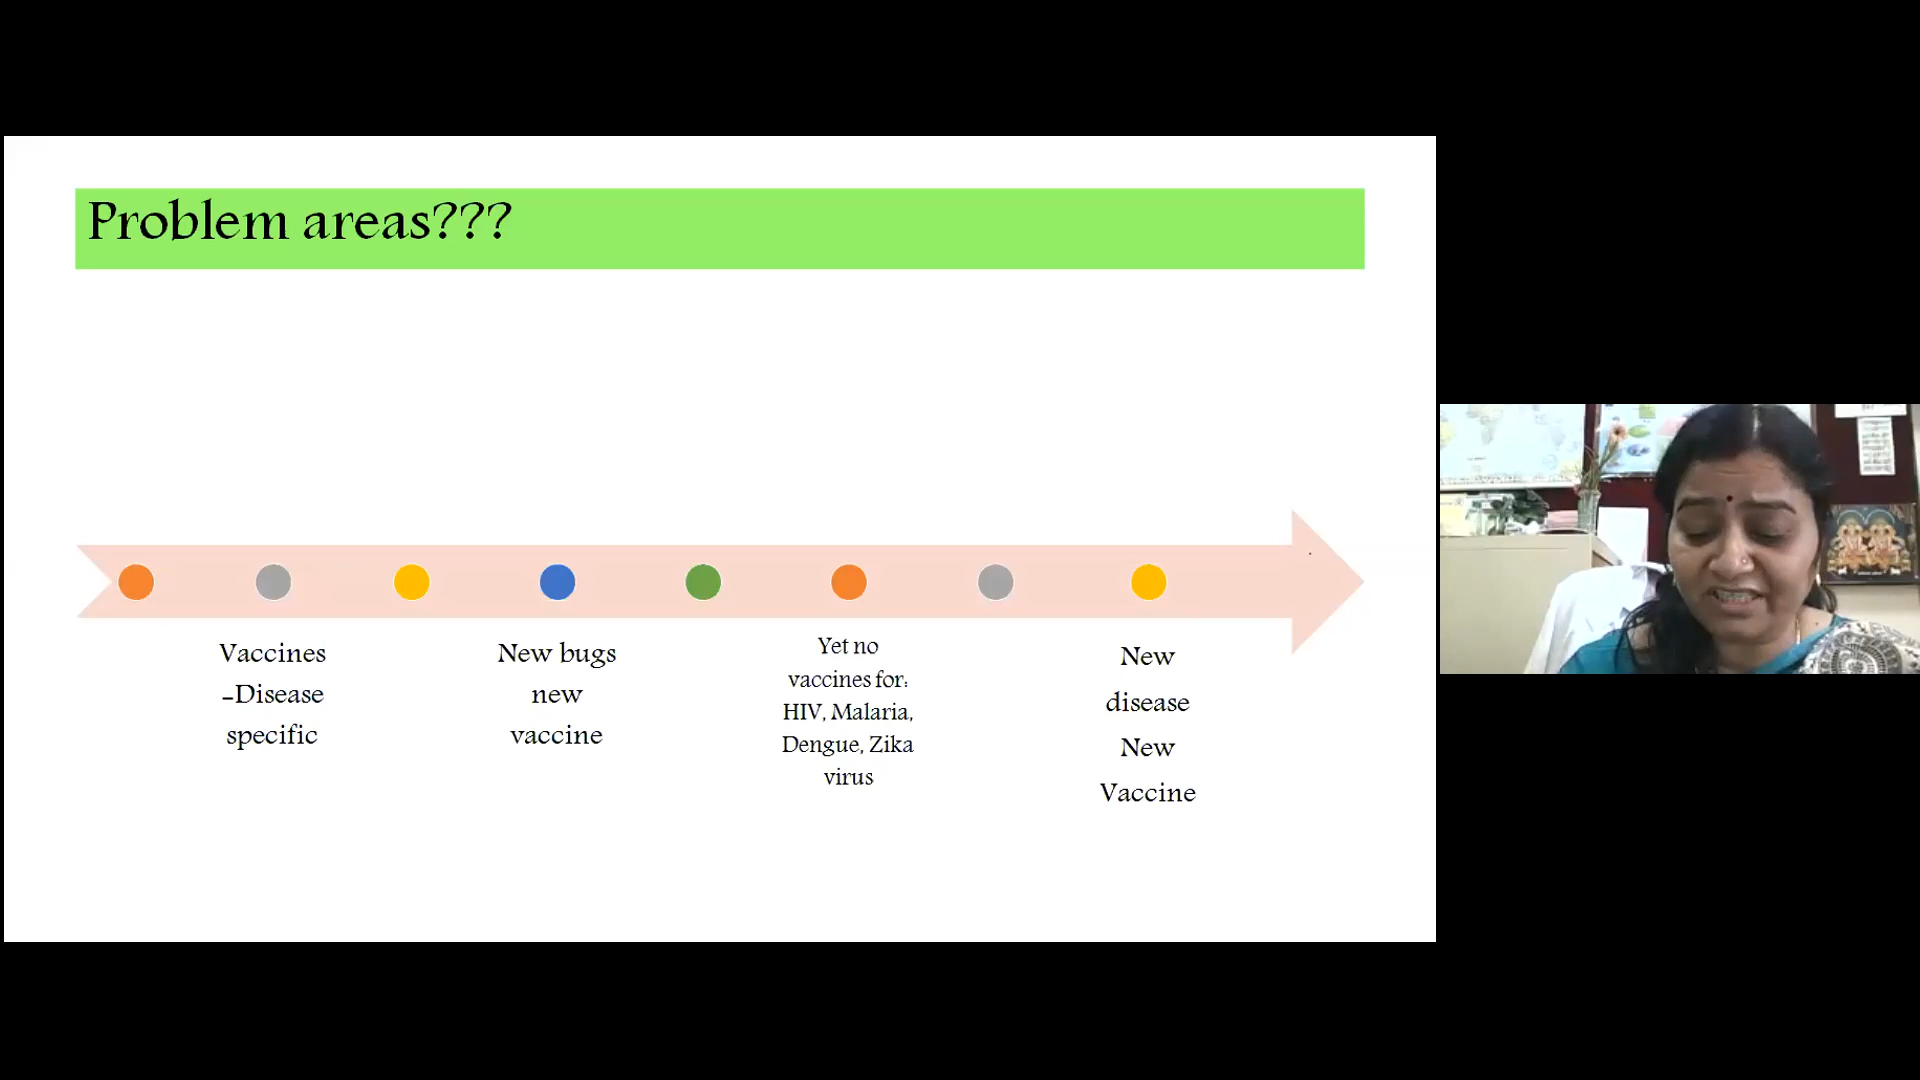 Problem areas???
Vaccines
-Disease
specific
New bugs
new
vaccine
Yet no
vaccines for:
HIV, Malaria,
Dengue, Zika
virus
New
disease
New
Vaccine